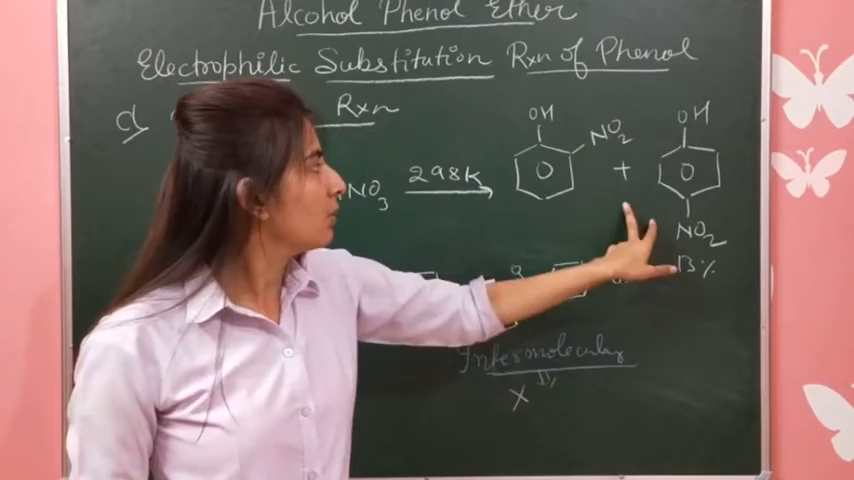 Alcohol Phenol Ether
Electrophilic Substitution Rxn of Phenol
a) Rxn
NO3 298K OH NO2 + OH NO2
13%
Intermolecular
X